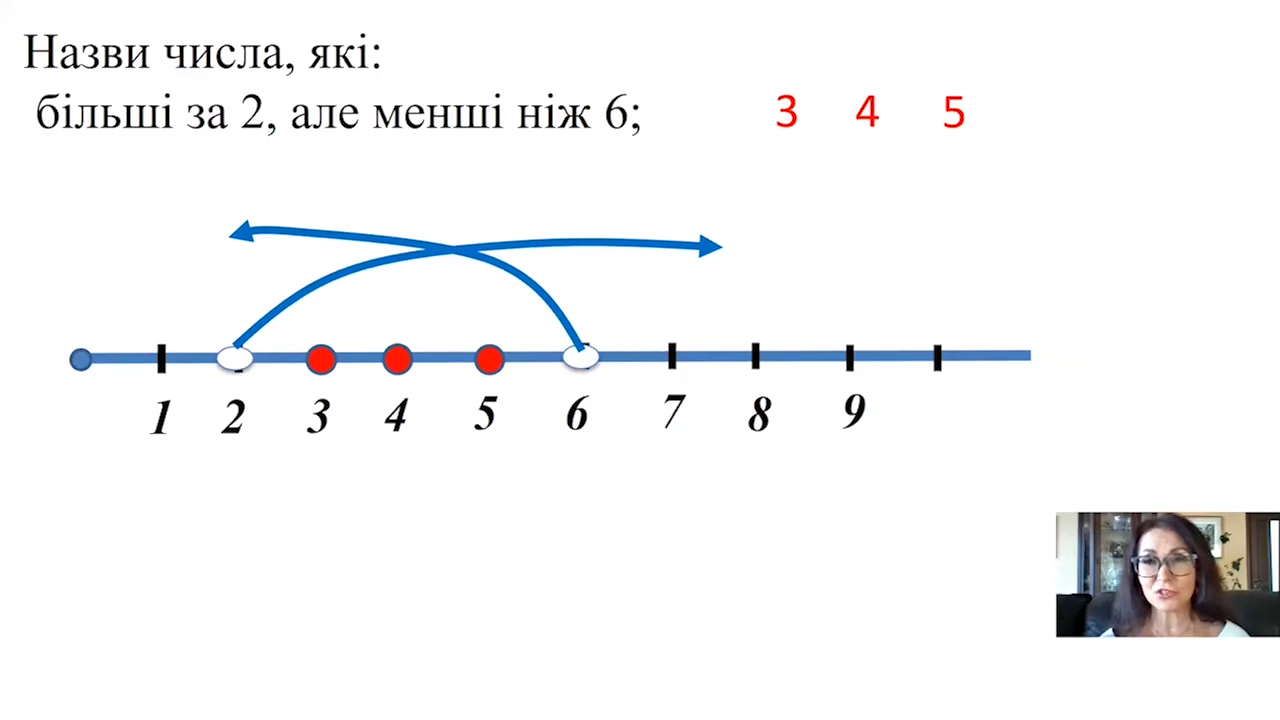 Назви числа, які:
більші за 2, але менші ніж 6; 3 4 5
1 2 3 4 5 6 7 8 9